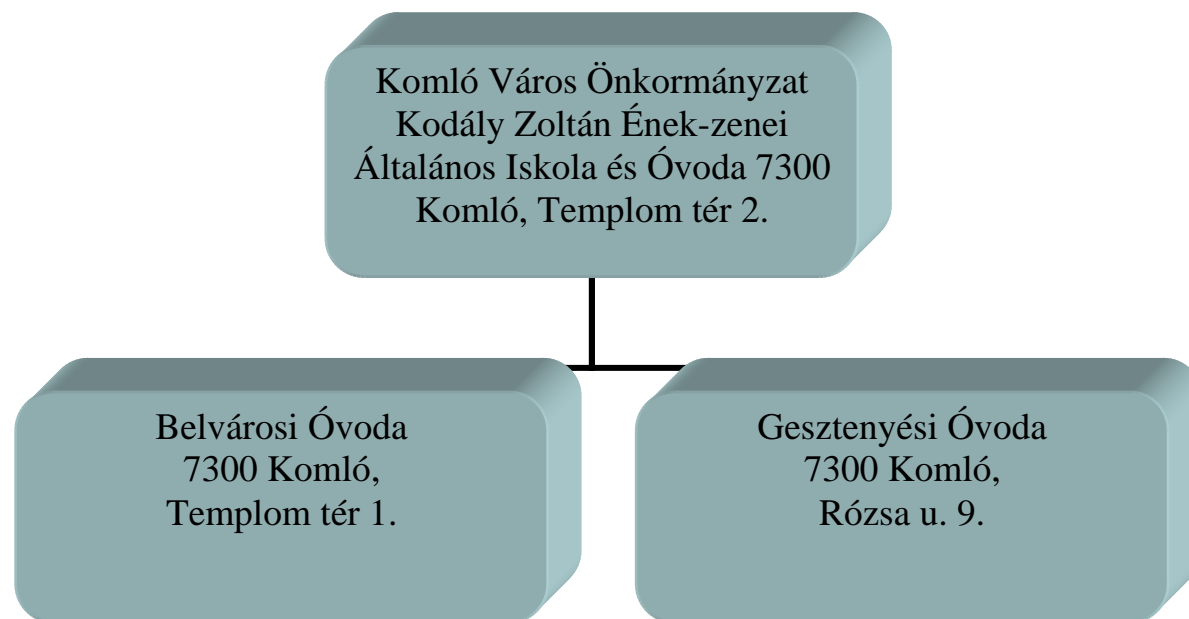 Komló Város Önkormányzat
Kodály Zoltán Ének-zenei
Általános Iskola és Óvoda 7300
Komló, Templom tér 2.
Belvárosi Óvoda
7300 Komló,
Templom tér 1.
Gesztenyési Óvoda
7300 Komló,
Rózsa u. 9.